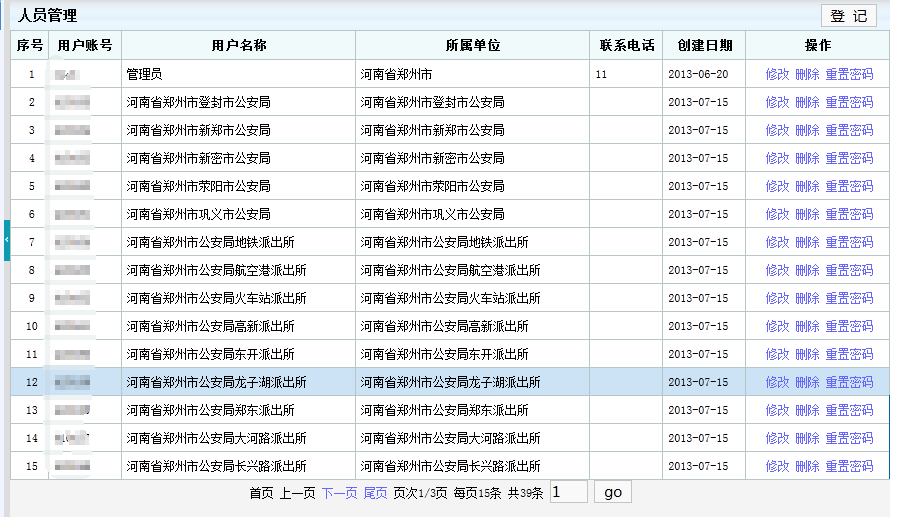 人员管理 登 记
序号 用户账号 用户名称 所属单位 联系电话 创建日期 操作
1 管理员 河南省郑州市 11 2013-06-20 修改 删除 重置密码
2 河南省郑州市登封市公安局 河南省郑州市登封市公安局 2013-07-15 修改 删除 重置密码
3 河南省郑州市新郑市公安局 河南省郑州市新郑市公安局 2013-07-15 修改 删除 重置密码
4 河南省郑州市新密市公安局 河南省郑州市新密市公安局 2013-07-15 修改 删除 重置密码
5 河南省郑州市荥阳市公安局 河南省郑州市荥阳市公安局 2013-07-15 修改 删除 重置密码
6 河南省郑州市巩义市公安局 河南省郑州市巩义市公安局 2013-07-15 修改 删除 重置密码
7 河南省郑州市公安局地铁派出所 河南省郑州市公安局地铁派出所 2013-07-15 修改 删除 重置密码
8 河南省郑州市公安局航空港派出所 河南省郑州市公安局航空港派出所 2013-07-15 修改 删除 重置密码
9 河南省郑州市公安局火车站派出所 河南省郑州市公安局火车站派出所 2013-07-15 修改 删除 重置密码
10 河南省郑州市公安局高新派出所 河南省郑州市公安局高新派出所 2013-07-15 修改 删除 重置密码
11 河南省郑州市公安局东开派出所 河南省郑州市公安局东开派出所 2013-07-15 修改 删除 重置密码
12 河南省郑州市公安局龙子湖派出所 河南省郑州市公安局龙子湖派出所 2013-07-15 修改 删除 重置密码
13 河南省郑州市公安局郑东派出所 河南省郑州市公安局郑东派出所 2013-07-15 修改 删除 重置密码
14 河南省郑州市公安局大河路派出所 河南省郑州市公安局大河路派出所 2013-07-15 修改 删除 重置密码
15 河南省郑州市公安局长兴路派出所 河南省郑州市公安局长兴路派出所 2013-07-15 修改 删除 重置密码
首页 上一页 下一页 尾页 页次1/3页 每页15条 共39条 1 go